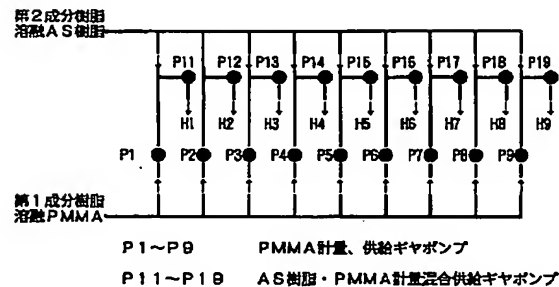 第2成分樹脂
溶融AS樹脂
P11 P12 P13 P14 P15 P16 P17 P18 P19
H1 H2 H3 H4 H5 H6 H7 H8 H9
P1 P2 P3 P4 P5 P6 P7 P8 P9
第1成分樹脂
溶融PMMA
P1～P9 PMMA計量、供給ギヤポンプ
P11～P19 AS樹脂・PMMA計量混合供給ギヤポンプ